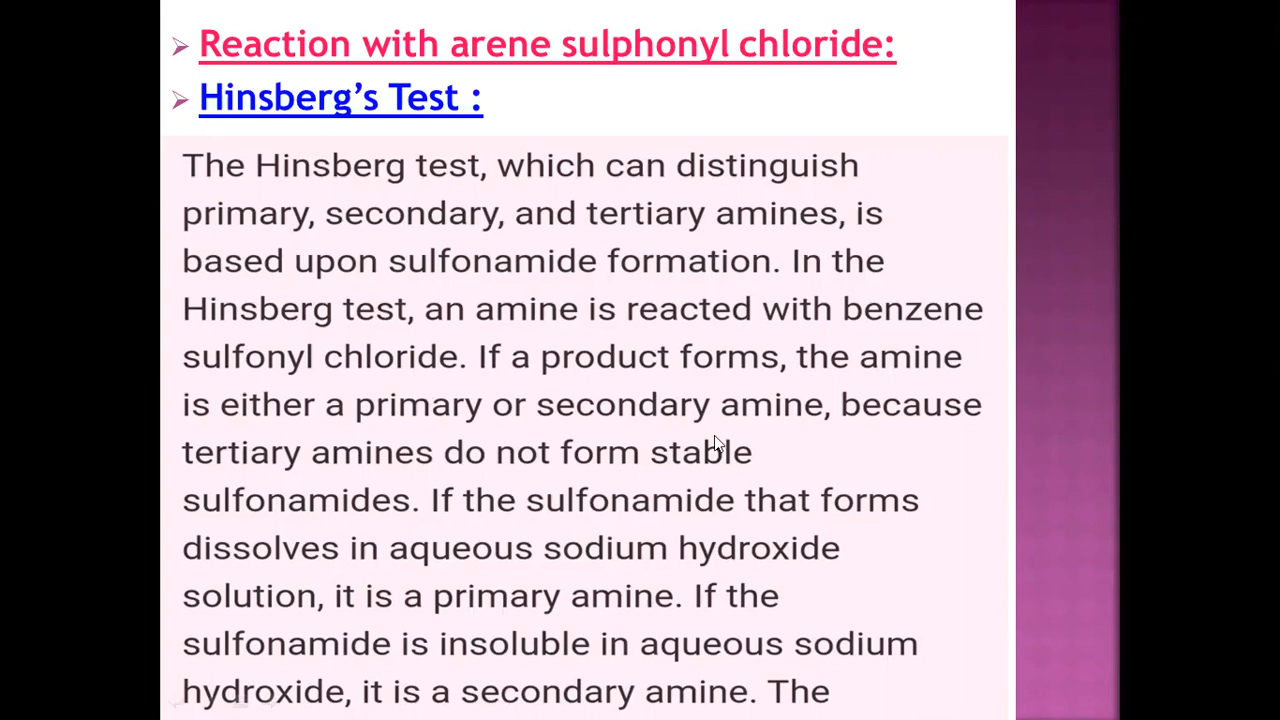 Reaction with arene sulphonyl chloride:
Hinsberg’s Test :
The Hinsberg test, which can distinguish
primary, secondary, and tertiary amines, is
based upon sulfonamide formation. In the
Hinsberg test, an amine is reacted with benzene
sulfonyl chloride. If a product forms, the amine
is either a primary or secondary amine, because
tertiary amines do not form stable
sulfonamides. If the sulfonamide that forms
dissolves in aqueous sodium hydroxide
solution, it is a primary amine. If the
sulfonamide is insoluble in aqueous sodium
hydroxide, it is a secondary amine. The